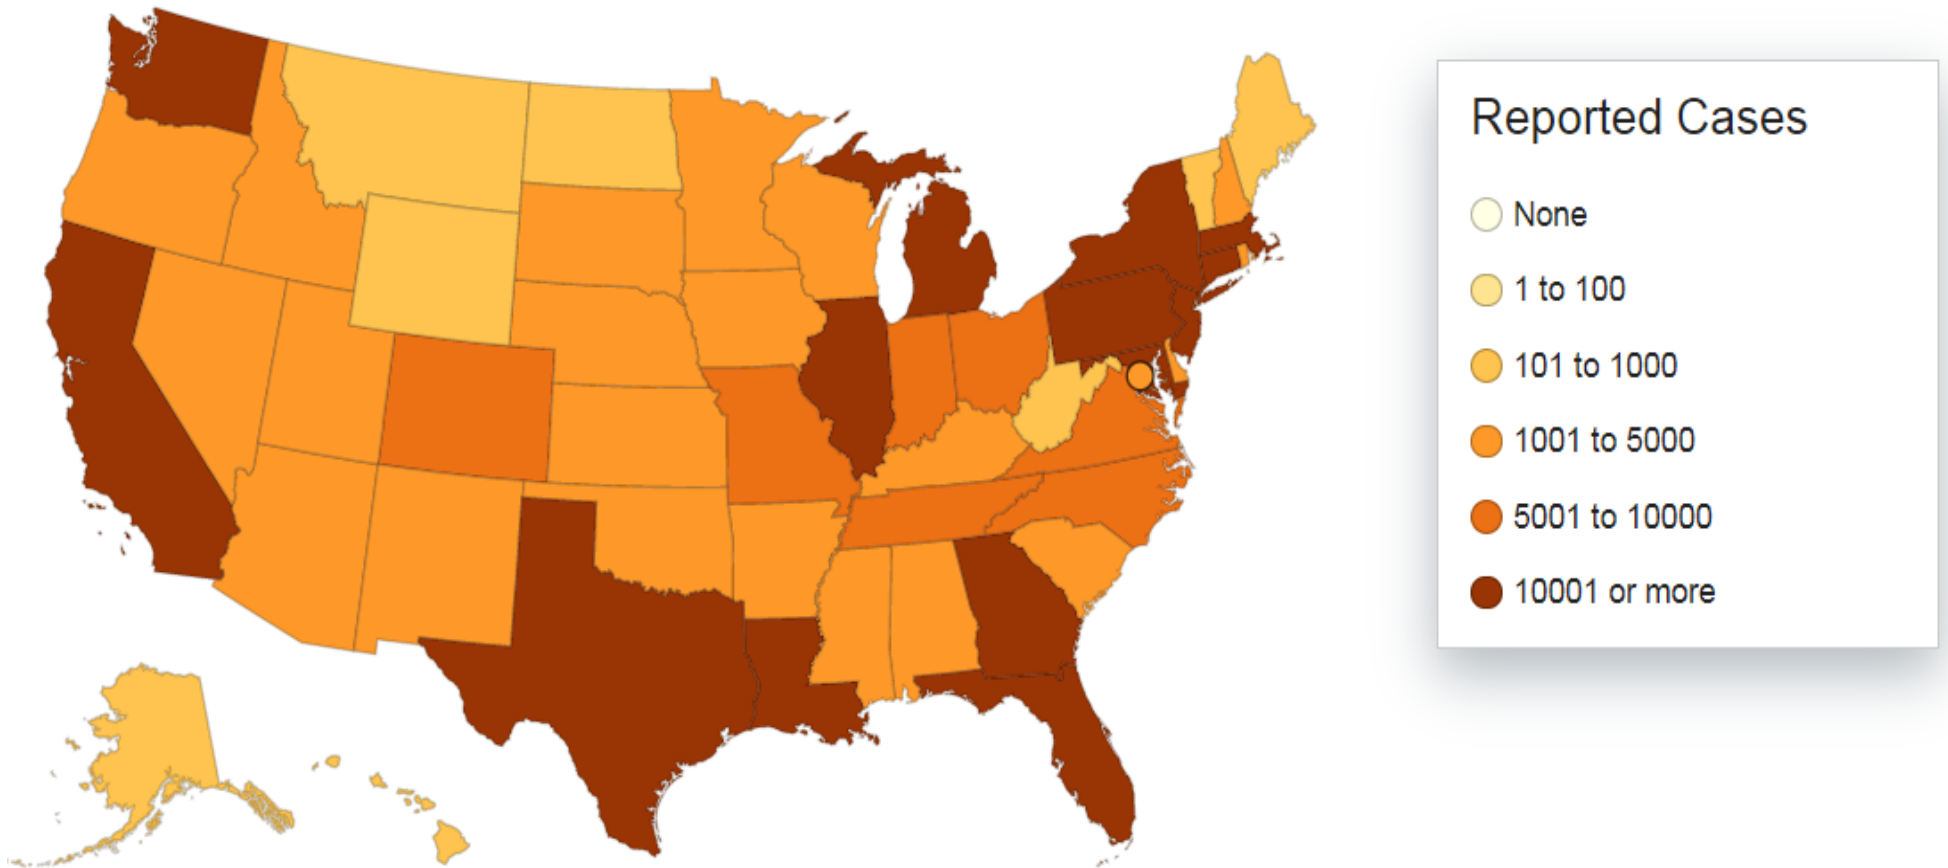 Reported Cases
None
1 to 100
101 to 1000
1001 to 5000
5001 to 10000
10001 or more